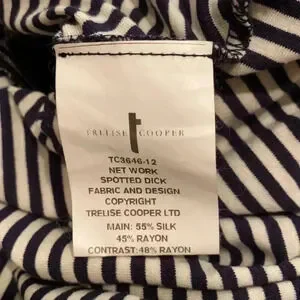 t
TRELISE COOPER
TC3646-12
NET WORK
SPOTTED DICK
FABRIC AND DESIGN
COPYRIGHT
TRELISE COOPER LTD
MAIN: 55% SILK
45% RAYON
CONTRAST: 48% RAYON